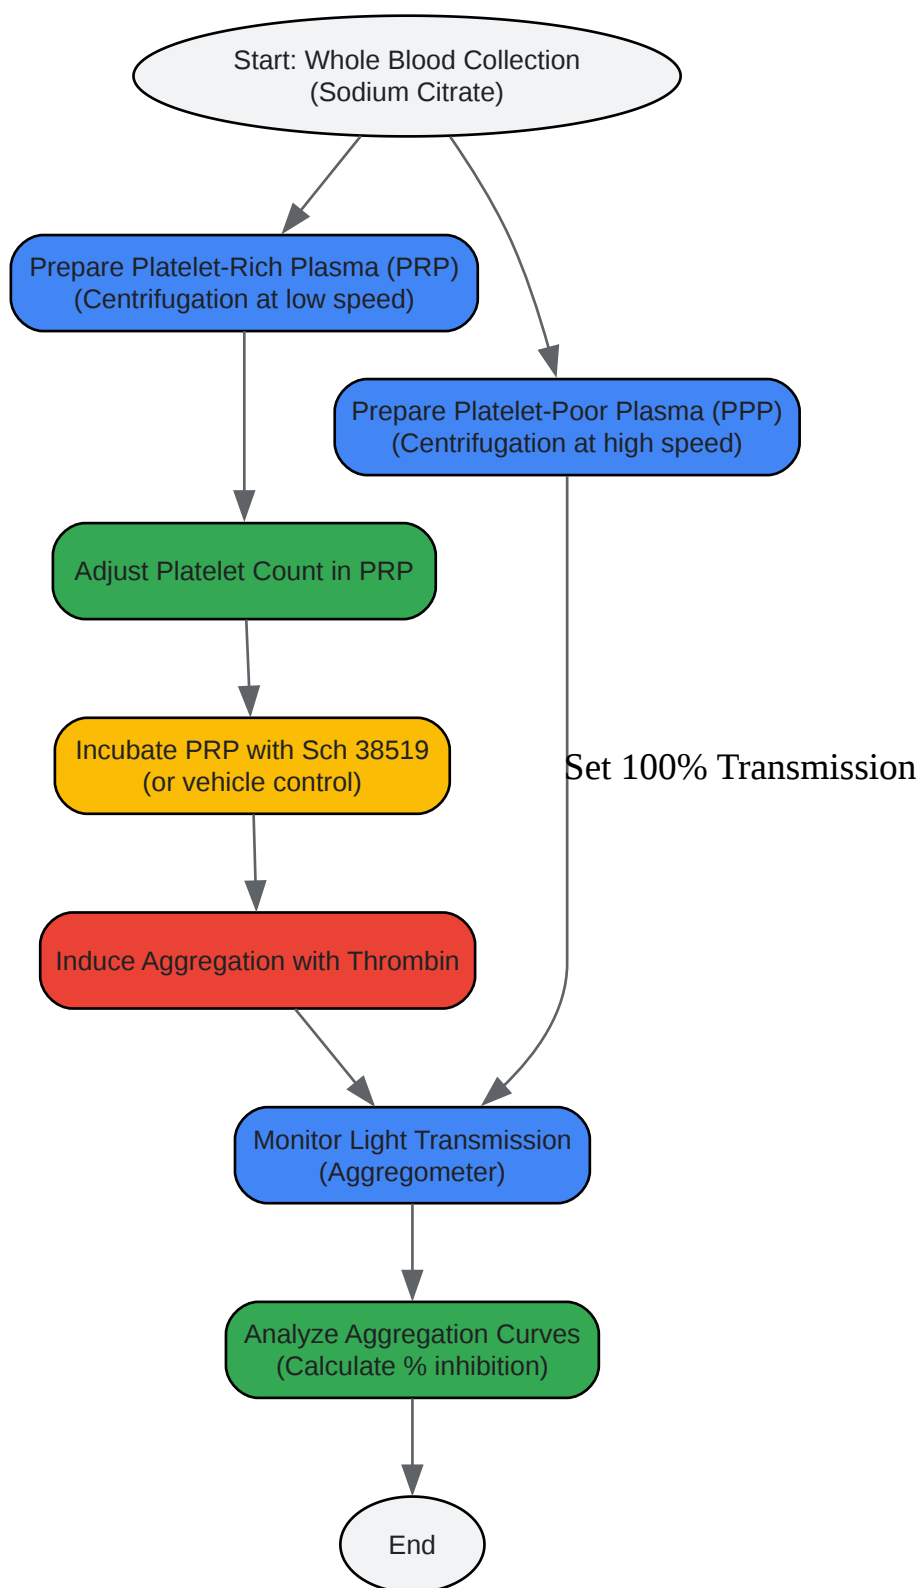 Start: Whole Blood Collection
(Sodium Citrate)
Prepare Platelet-Rich Plasma (PRP)
(Centrifugation at low speed)
Prepare Platelet-Poor Plasma (PPP)
(Centrifugation at high speed)
Adjust Platelet Count in PRP
Incubate PRP with Sch 38519
(or vehicle control)
Set 100% Transmission
Induce Aggregation with Thrombin
Monitor Light Transmission
(Aggregometer)
Analyze Aggregation Curves
(Calculate % inhibition)
End